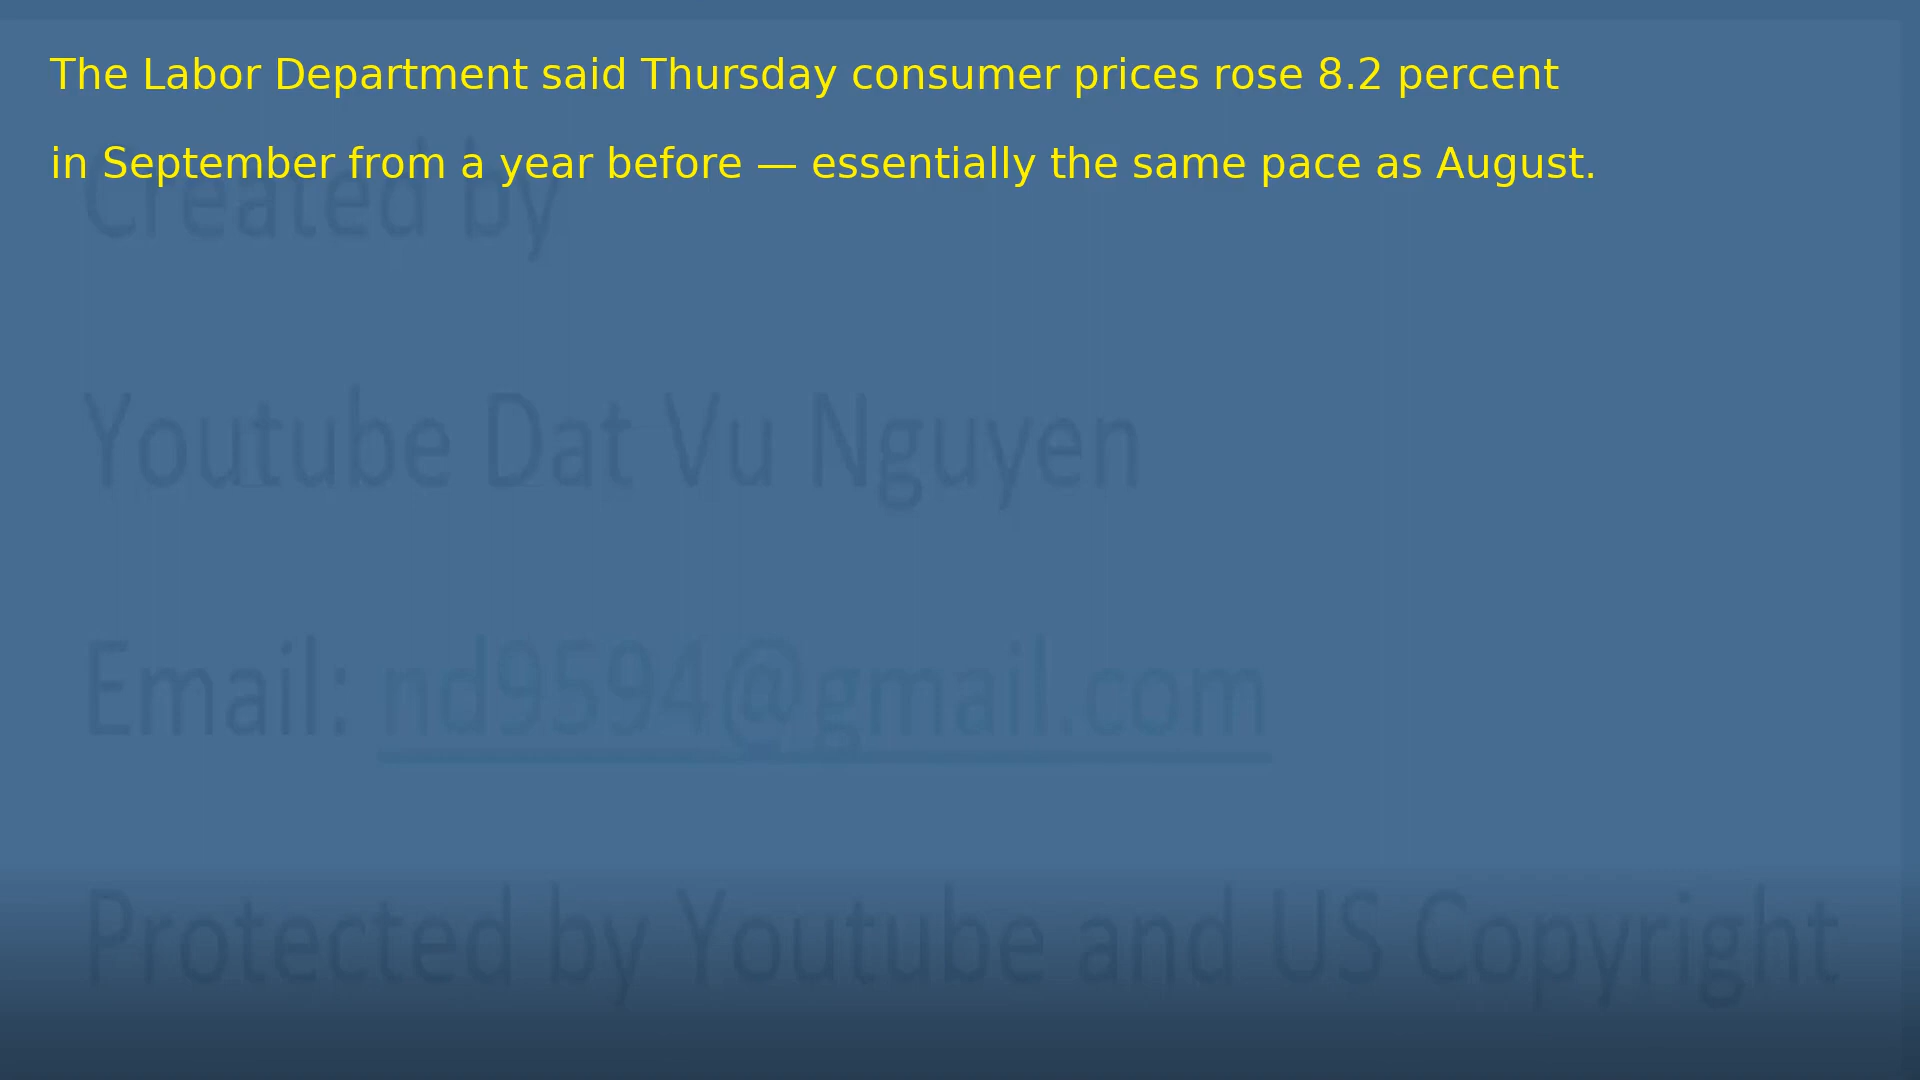 The Labor Department said Thursday consumer prices rose 8.2 percent
in September from a year before — essentially the same pace as August.
Created by
Youtube Dat Vu Nguyen
Email: nd9594@gmail.com
Protected by Youtube and US Copyright